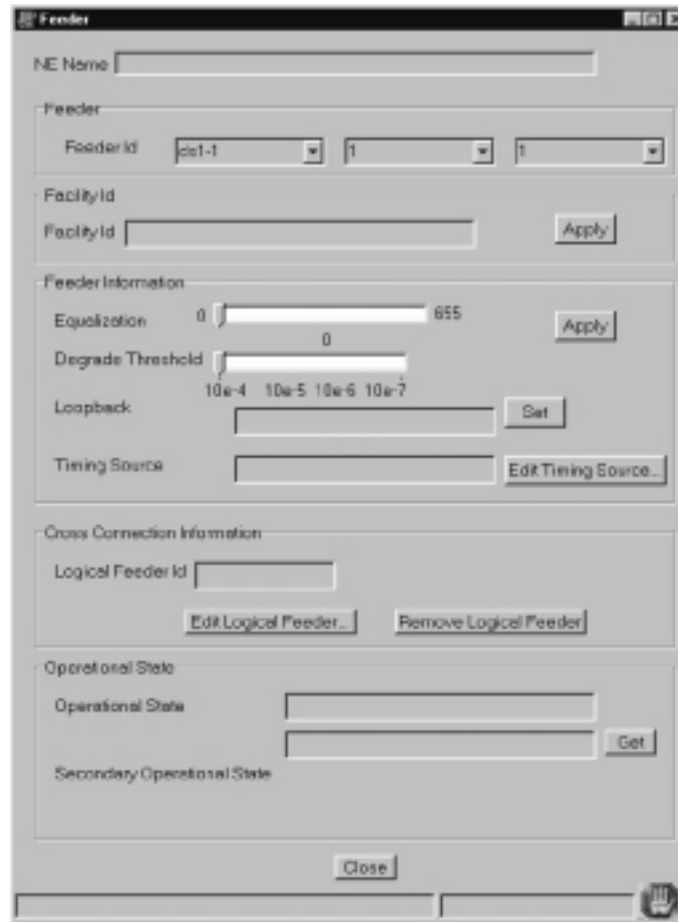 Feeder
NE Name
Feeder
Feeder Id cls1-1 1 1
Facility Id
Facility Id Apply
Feeder Information
Equalization 0 655
Apply
0
Degrade Threshold
10e-4 10e-5 10e-6 10e-7
Loopback Set
Timing Source Edit Timing Source...
Cross Connection Information
Logical Feeder Id
Edit Logical Feeder... Remove Logical Feeder
Operational State
Operational State
Get
Secondary Operational State
Close